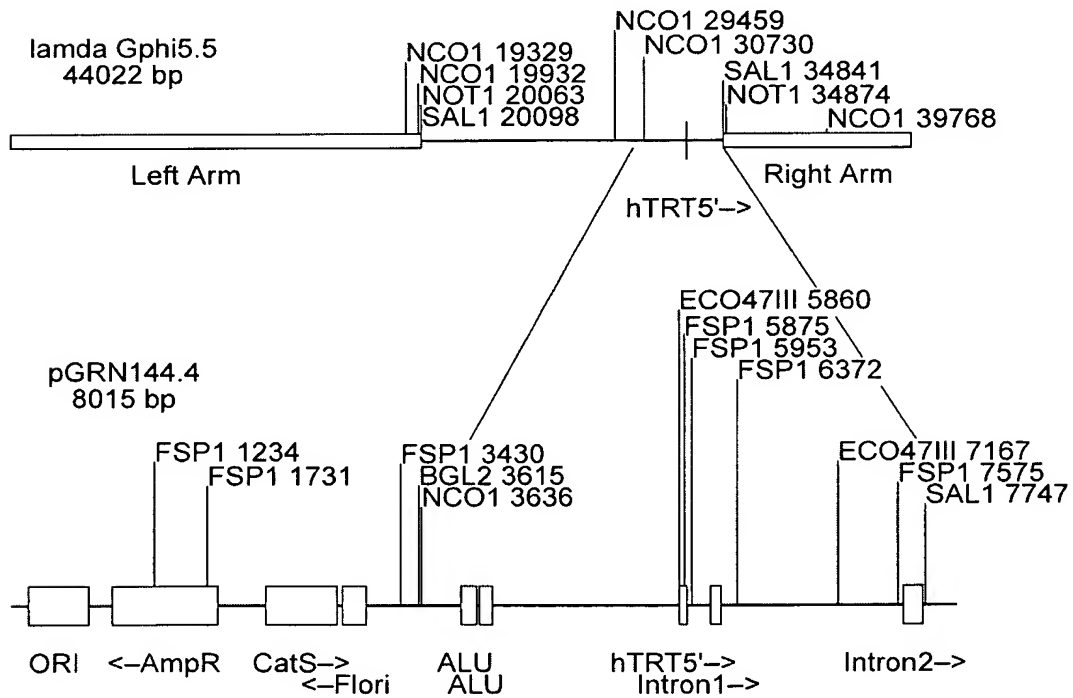 lamda Gphi5.5
44022 bp
NCO1 19329
NCO1 19932
NOT1 20063
SAL1 20098
NCO1 29459
NCO1 30730
SAL1 34841
NOT1 34874
NCO1 39768
Left Arm
Right Arm
hTRT5'–>
pGRN144.4
8015 bp
ECO47III 5860
FSP1 5875
FSP1 5953
FSP1 6372
FSP1 1234
FSP1 1731
FSP1 3430
BGL2 3615
NCO1 3636
ECO47III 7167
FSP1 7575
SAL1 7747
ORI
<–AmpR
CatS–>
<–Flori
ALU
ALU
hTRT5'–>
Intron1–>
Intron2–>